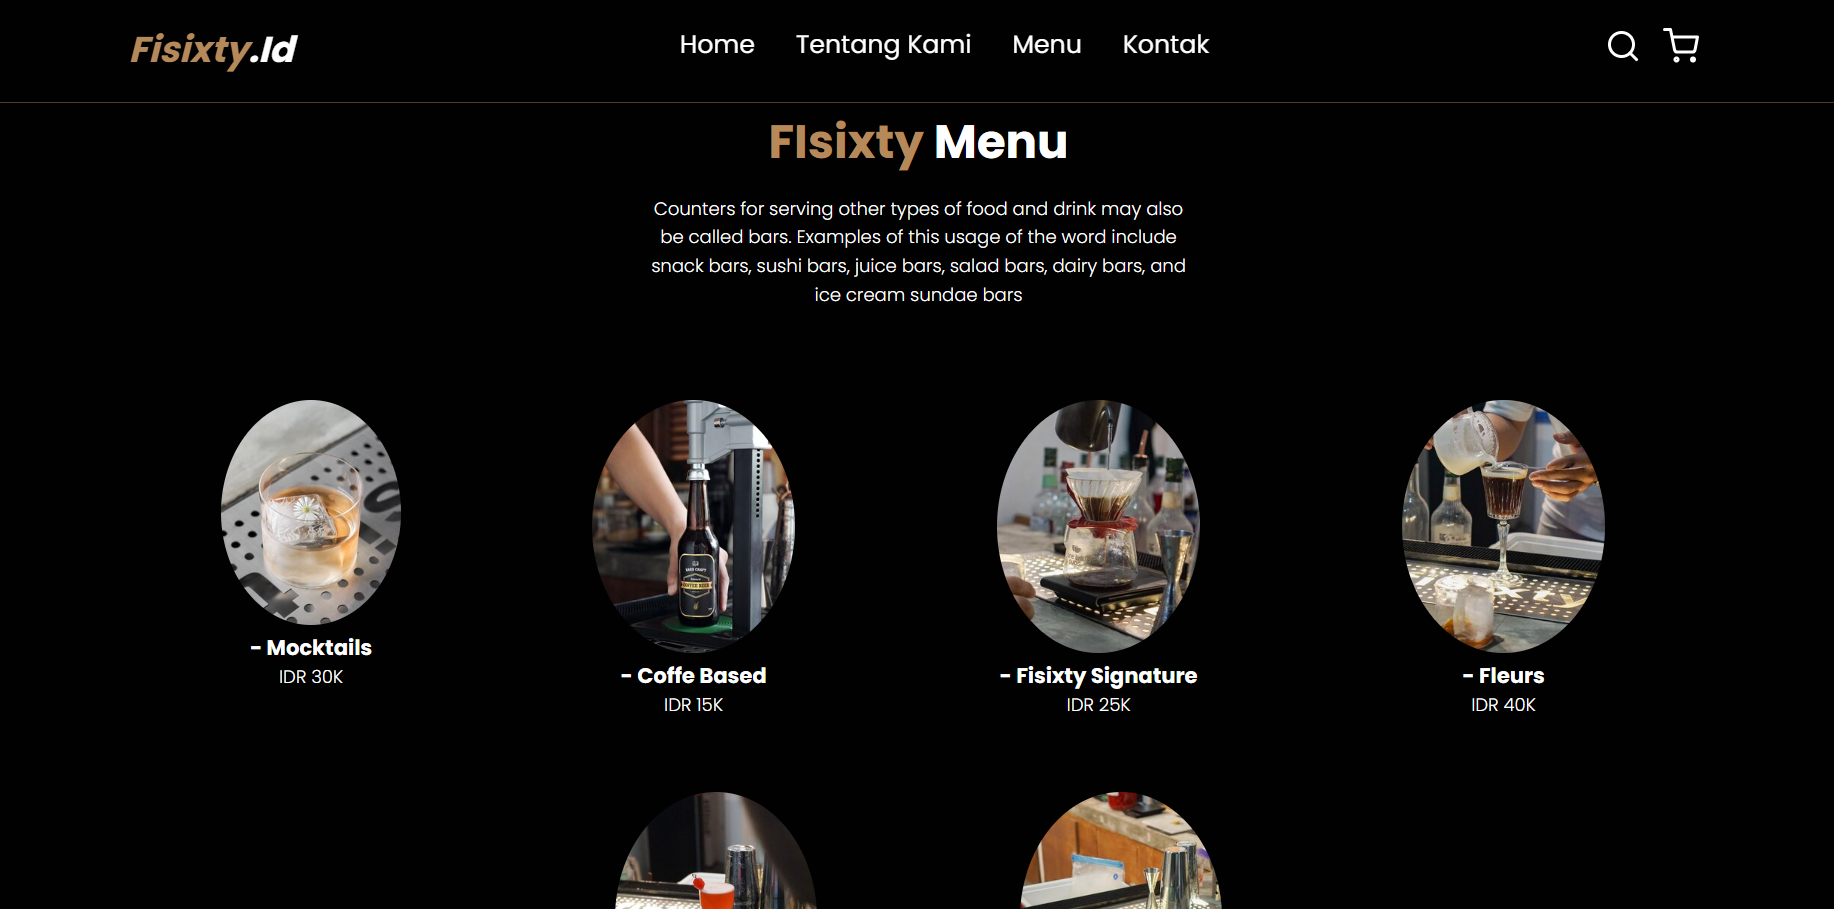 Fisixty.Id
Home
Tentang Kami
Menu
Kontak
FIsixty Menu
Counters for serving other types of food and drink may also
be called bars. Examples of this usage of the word include
snack bars, sushi bars, juice bars, salad bars, dairy bars, and
ice cream sundae bars
COFFEE BEER
- Mocktails
IDR 30K
- Coffe Based
IDR 15K
- Fisixty Signature
IDR 25K
- Fleurs
IDR 40K